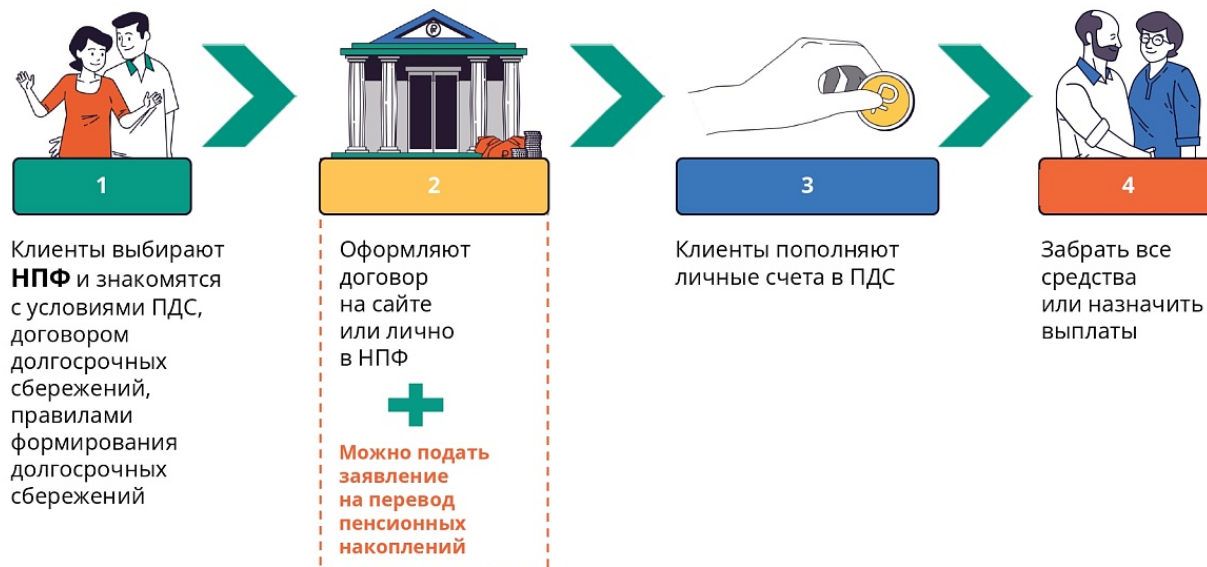 1
Клиенты выбирают
НПФ и знакомятся
с условиями ПДС,
договором
долгосрочных
сбережений,
правилами
формирования
долгосрочных
сбережений
2
Оформляют
договор
на сайте
или лично
в НПФ
Можно подать
заявление
на перевод
пенсионных
накоплений
3
Клиенты пополняют
личные счета в ПДС
4
Забрать все
средства
или назначить
выплаты